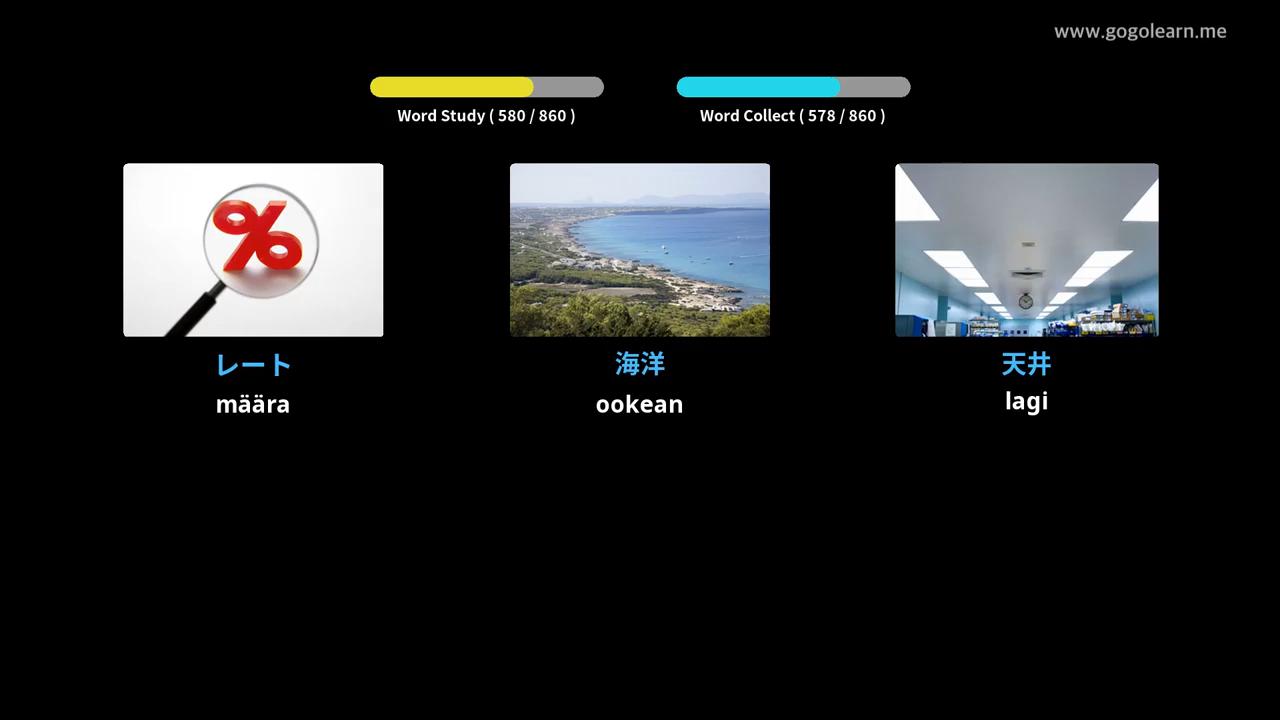 www.gogolearn.me
Word Study ( 580 / 860 )
Word Collect ( 578 / 860 )
%
レート
määra
海洋
ookean
天井
lagi